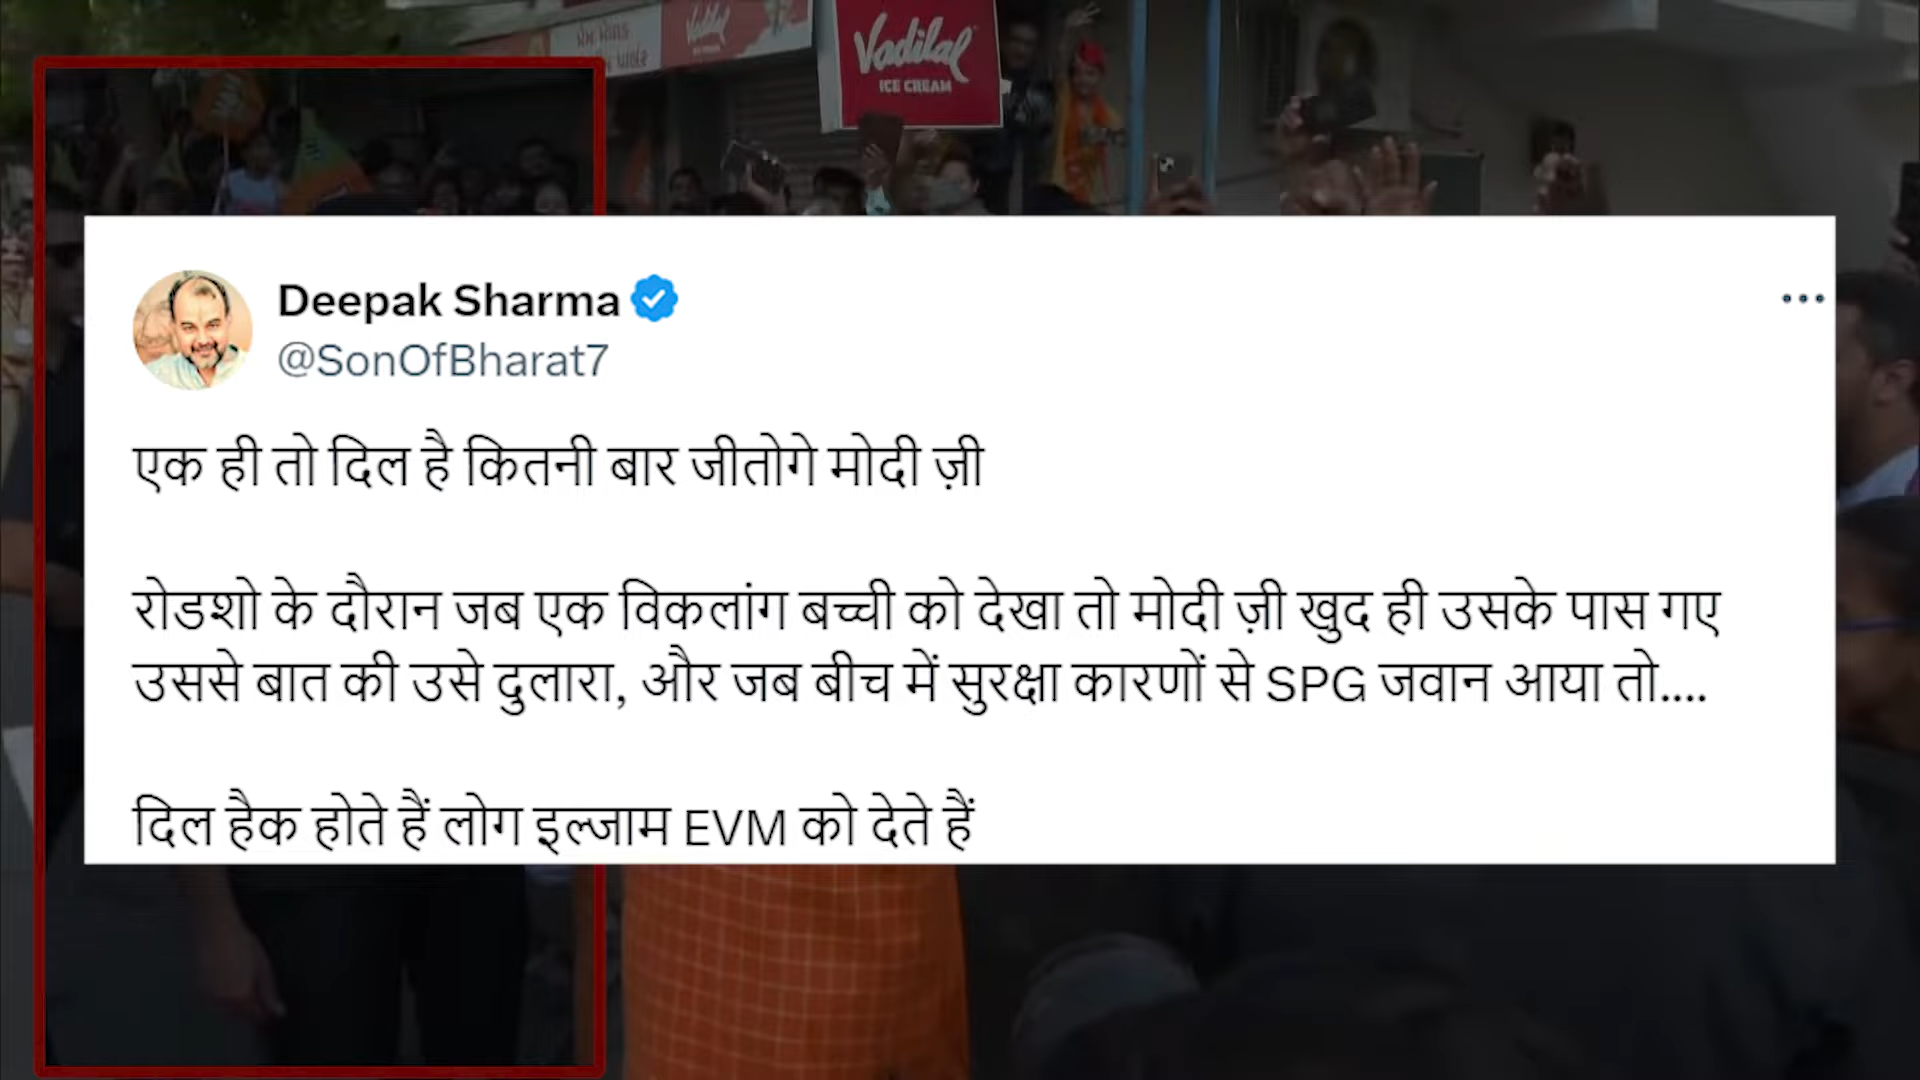 Vadilal
ICE CREAM
Deepak Sharma
@SonOfBharat7
एक ही तो दिल है कितनी बार जीतोगे मोदी ज़ी
रोडशो के दौरान जब एक विकलांग बच्ची को देखा तो मोदी ज़ी खुद ही उसके पास गए
उससे बात की उसे दुलारा, और जब बीच में सुरक्षा कारणों से SPG जवान आया तो....
दिल हैक होते हैं लोग इल्जाम EVM को देते हैं